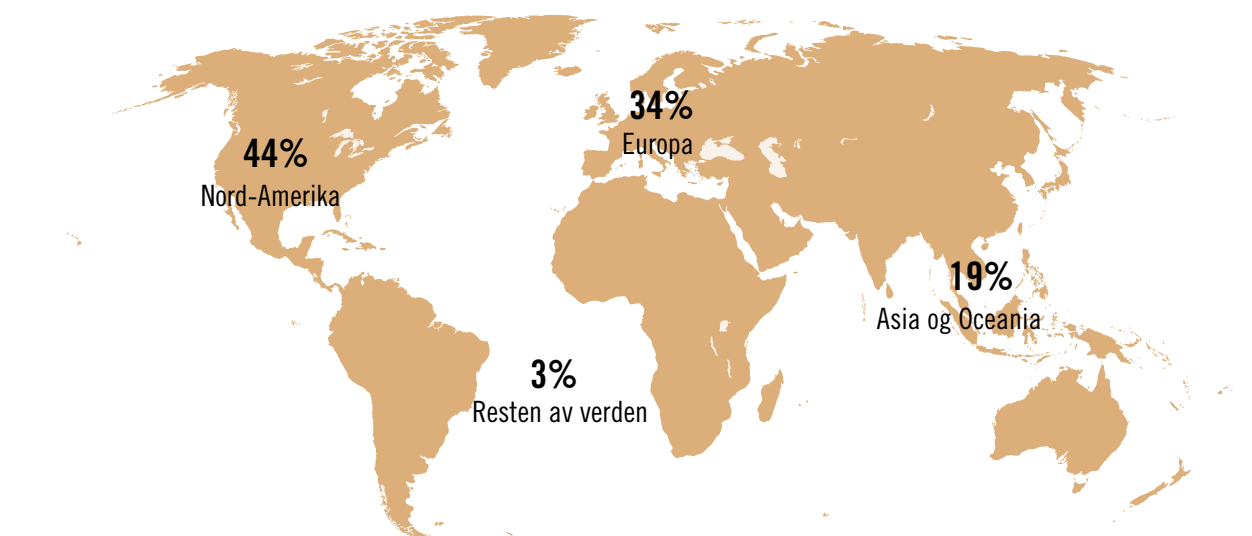 34%
Europa
44%
Nord-Amerika
19%
Asia og Oceania
3%
Resten av verden